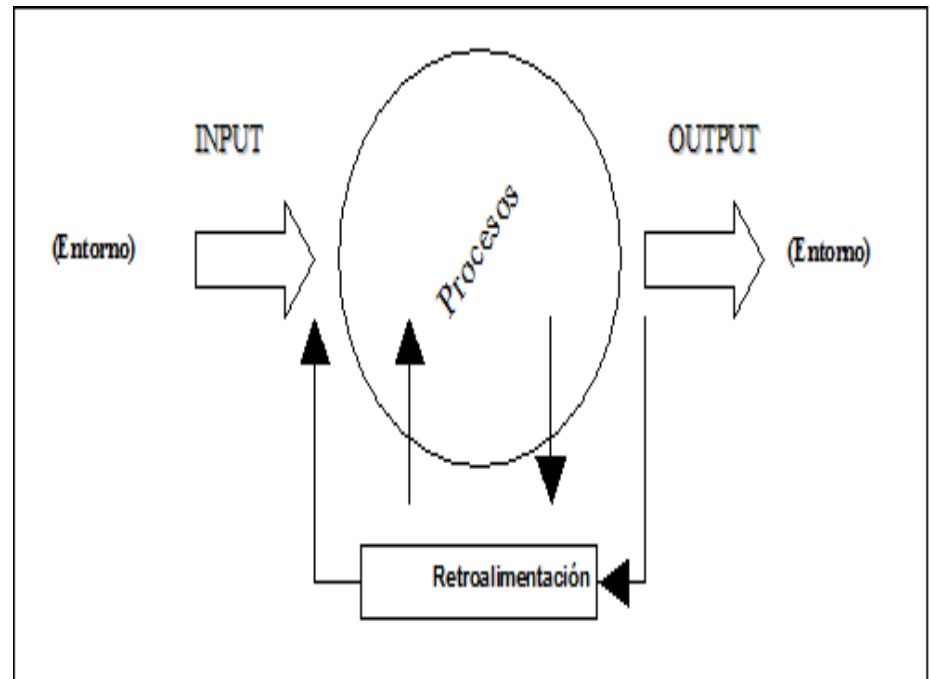 INPUT
OUTPUT
(Entorno)
Procesos
(Entorno)
Retroalimentación